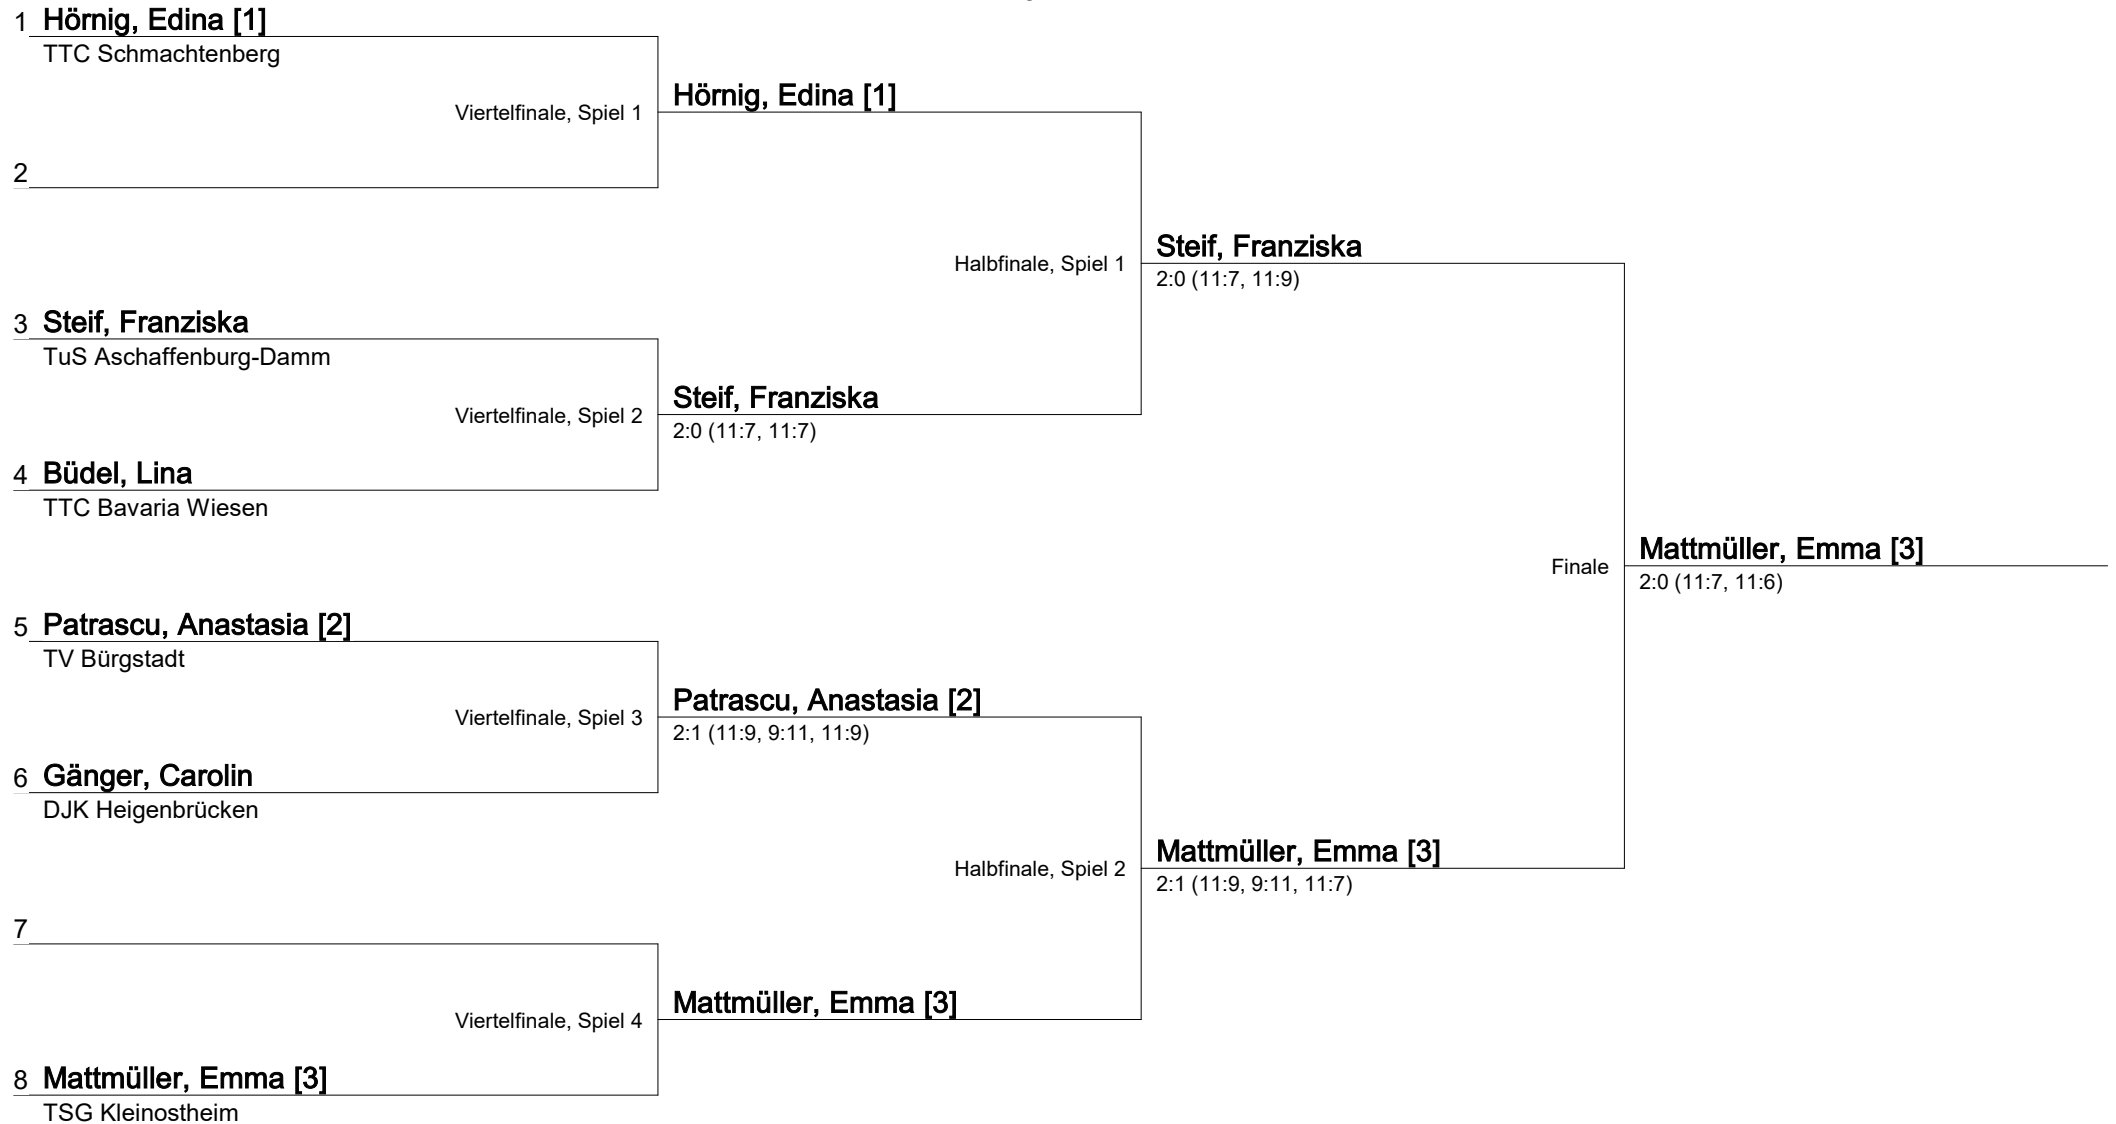 1 Hörnig, Edina [1]
TTC Schmachtenberg
Viertelfinale, Spiel 1
Hörnig, Edina [1]
2
Halbfinale, Spiel 1
Steif, Franziska
2:0 (11:7, 11:9)
3 Steif, Franziska
TuS Aschaffenburg-Damm
Viertelfinale, Spiel 2
Steif, Franziska
2:0 (11:7, 11:7)
4 Büdel, Lina
TTC Bavaria Wiesen
Finale
Mattmüller, Emma [3]
2:0 (11:7, 11:6)
5 Patrascu, Anastasia [2]
TV Bürgstadt
Viertelfinale, Spiel 3
Patrascu, Anastasia [2]
2:1 (11:9, 9:11, 11:9)
6 Gänger, Carolin
DJK Heigenbrücken
Halbfinale, Spiel 2
Mattmüller, Emma [3]
2:1 (11:9, 9:11, 11:7)
7
Viertelfinale, Spiel 4
Mattmüller, Emma [3]
8 Mattmüller, Emma [3]
TSG Kleinostheim